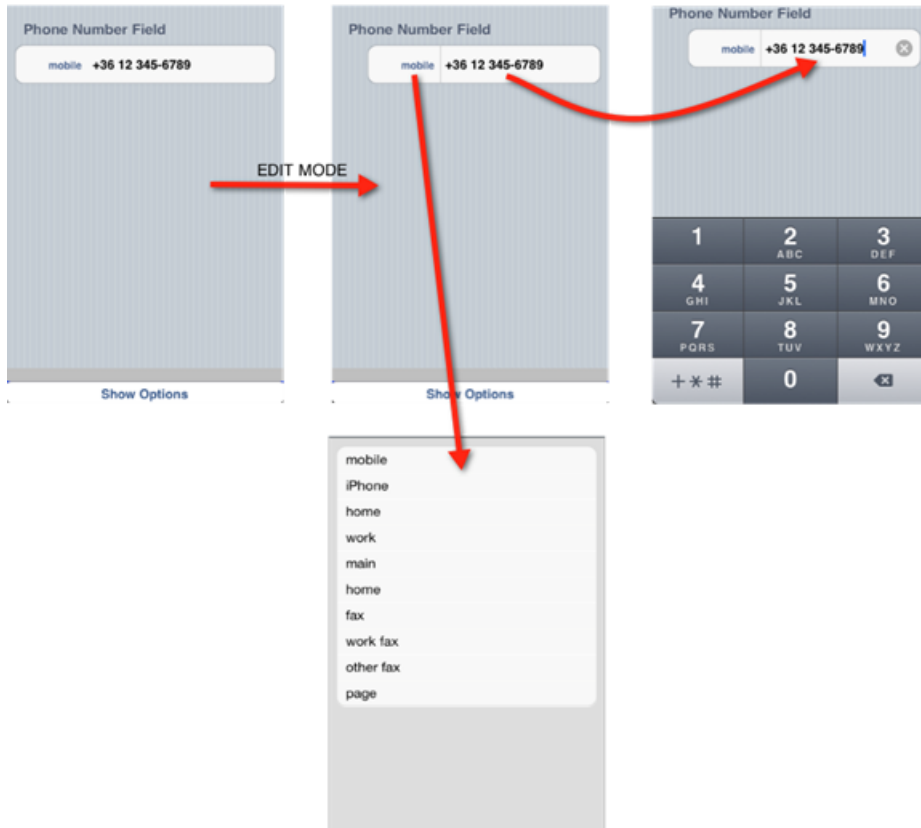 Phone Number Field
mobile +36 12 345-6789
Show Options
EDIT MODE
Phone Number Field
mobile +36 12 345-6789
Show Options
Phone Number Field
mobile +36 12 345-6789
1 2 ABC 3 DEF
4 GHI 5 JKL 6 MNO
7 PQRS 8 TUV 9 WXYZ
+*# 0
mobile
iPhone
home
work
main
home
fax
work fax
other fax
page